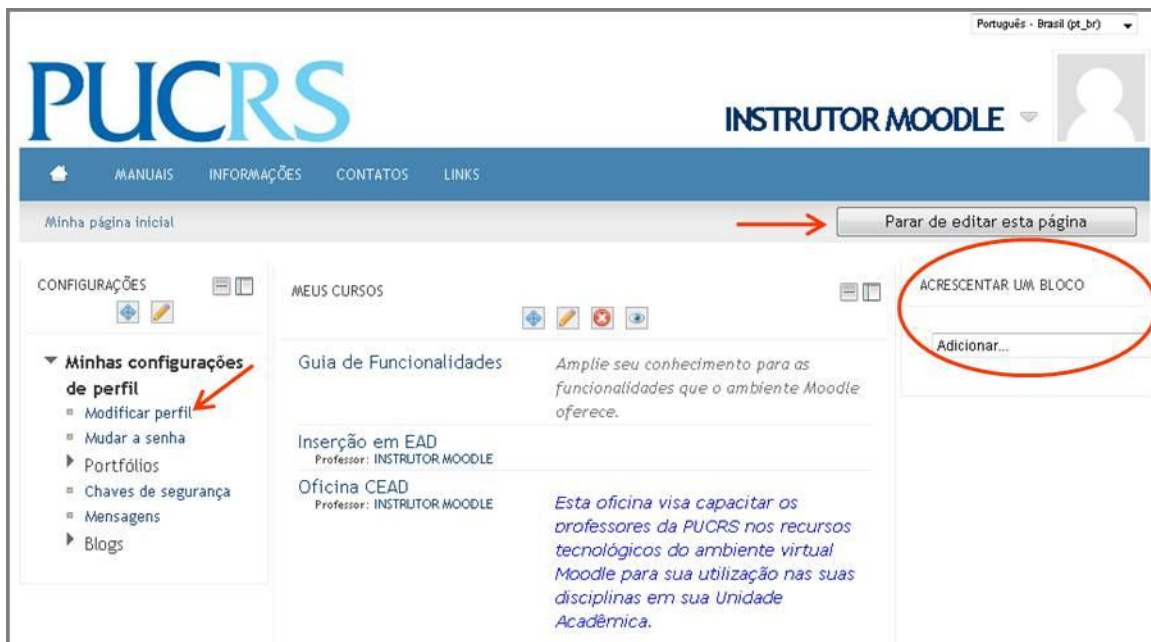 Português - Brasil (pt_br)
PUCRS
INSTRUTOR MOODLE
MANUAIS INFORMAÇÕES CONTATOS LINKS
Minha página inicial
Parar de editar esta página
CONFIGURAÇÕES
Minhas configurações
de perfil
Modificar perfil
Mudar a senha
Portfólios
Chaves de segurança
Mensagens
Blogs
MEUS CURSOS
Guia de Funcionalidades
Amplie seu conhecimento para as
funcionalidades que o ambiente Moodle
oferece.
Inserção em EAD
Professor: INSTRUTOR MOODLE
Oficina CEAD
Professor: INSTRUTOR MOODLE
Esta oficina visa capacitar os
professores da PUCRS nos recursos
tecnológicos do ambiente virtual
Moodle para sua utilização nas suas
disciplinas em sua Unidade
Acadêmica.
ACRESCENTAR UM BLOCO
Adicionar...